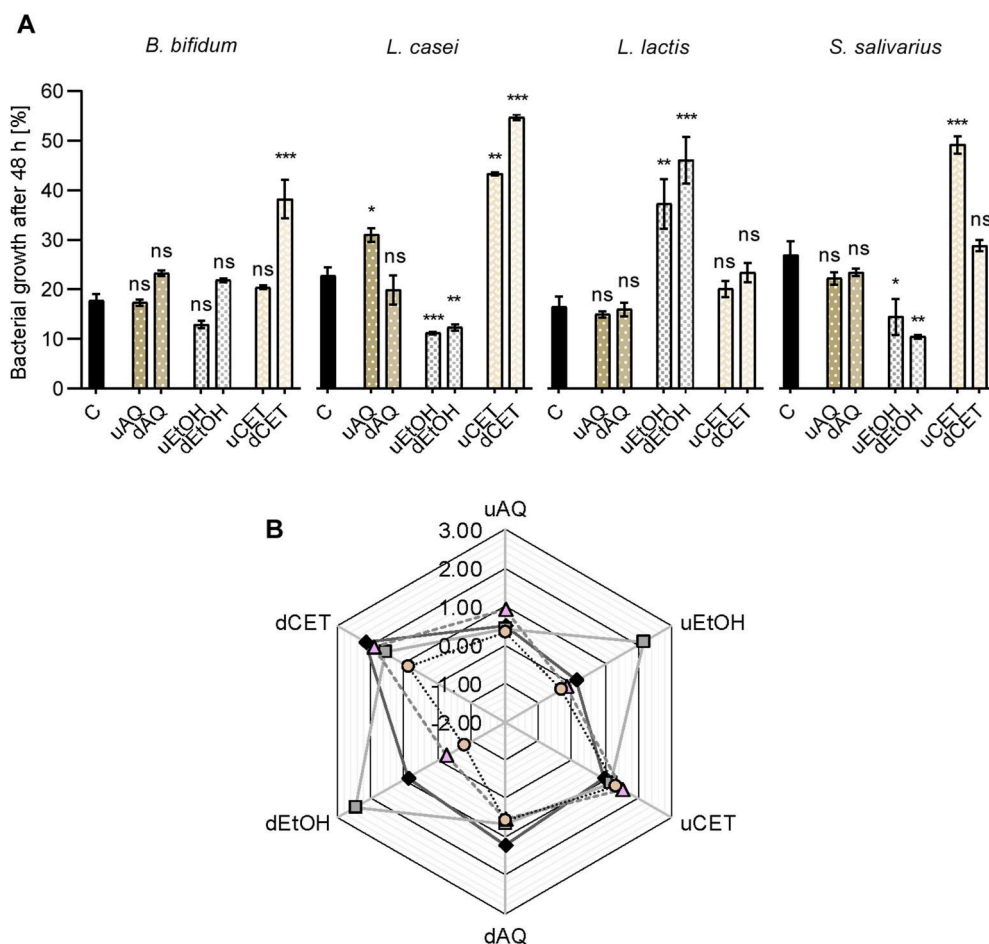 A
B. bifidum L. casei L. lactis S. salivarius
Bacterial growth after 48 h [%]
60
50
40
30
20
10
0
ns ns ns ns ns ***
* ns *** ** ** ***
ns ns ** *** ns ns
ns ns * ** *** ns
C uAQ dAQ uEtOH dEtOH uCET dCET
C uAQ dAQ uEtOH dEtOH uCET dCET
C uAQ dAQ uEtOH dEtOH uCET dCET
C uAQ dAQ uEtOH dEtOH uCET dCET
B
uAQ
3.00
2.00
1.00
0.00
-1.00
-2.00
dCET
uEtOH
dEtOH
uCET
dAQ